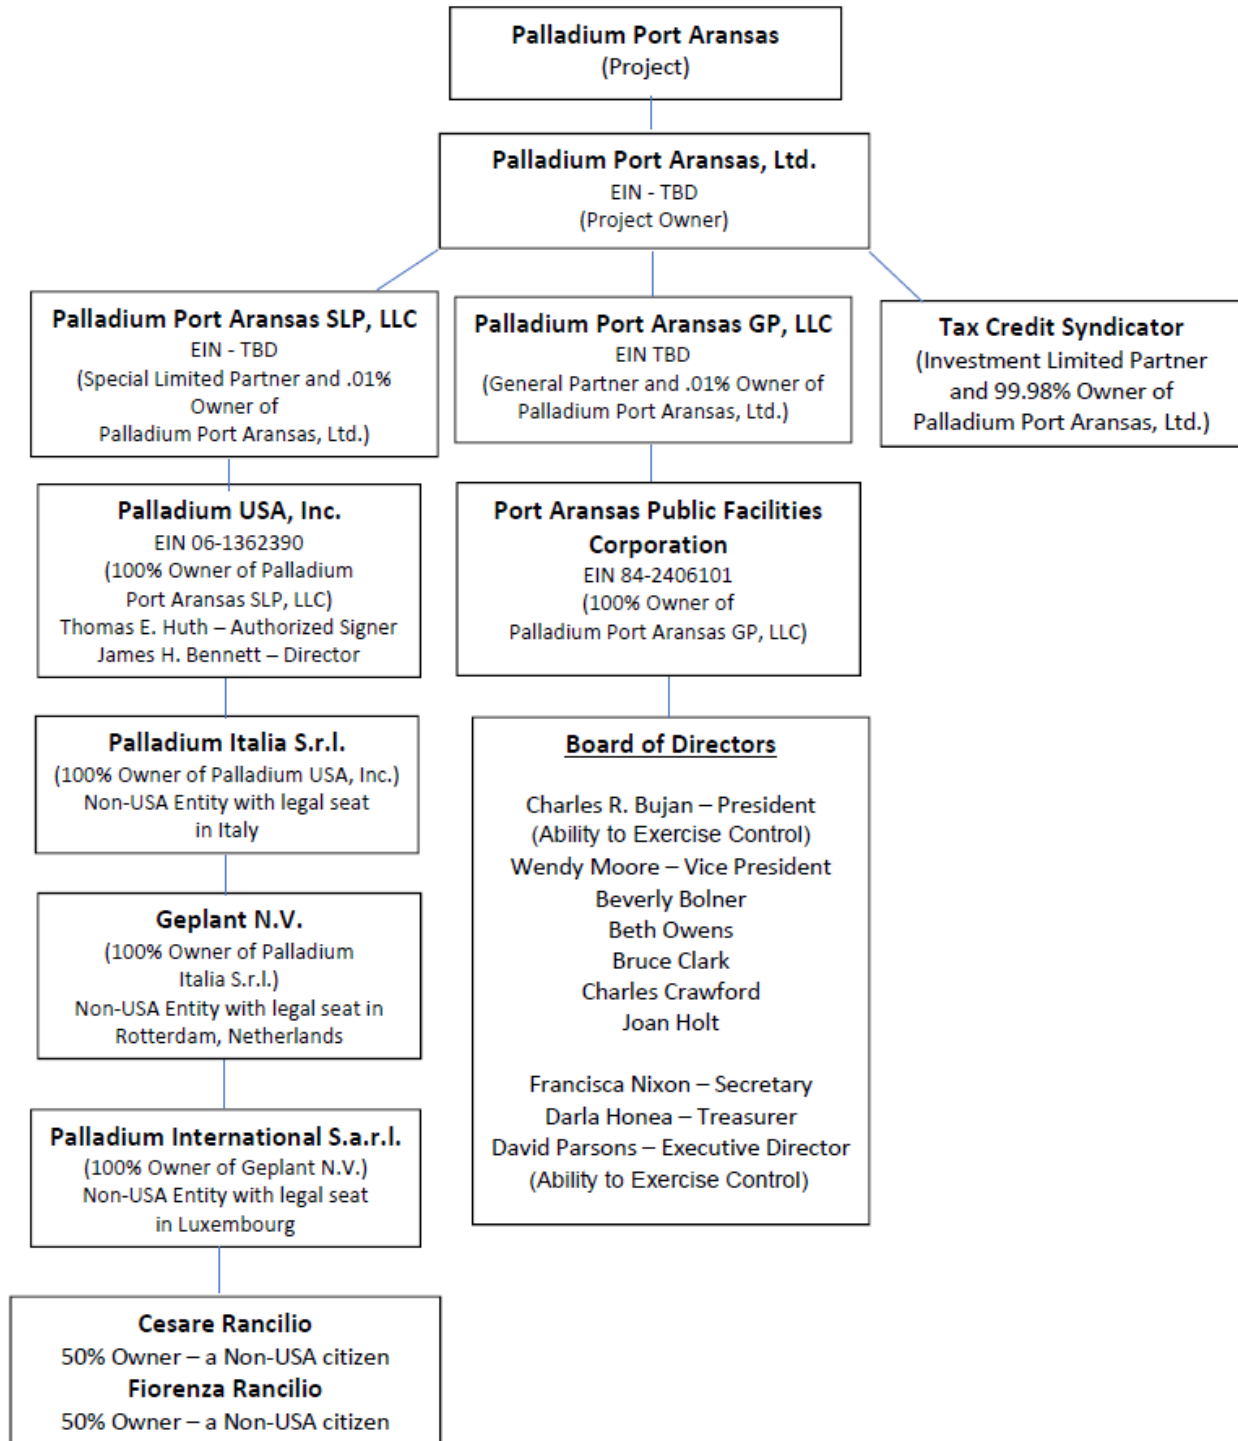 Palladium Port Aransas
(Project)
Palladium Port Aransas, Ltd.
EIN - TBD
(Project Owner)
Palladium Port Aransas SLP, LLC
EIN - TBD
(Special Limited Partner and .01%
Owner of
Palladium Port Aransas, Ltd.)
Palladium Port Aransas GP, LLC
EIN TBD
(General Partner and .01% Owner of
Palladium Port Aransas, Ltd.)
Tax Credit Syndicator
(Investment Limited Partner
and 99.98% Owner of
Palladium Port Aransas, Ltd.)
Palladium USA, Inc.
EIN 06-1362390
(100% Owner of Palladium
Port Aransas SLP, LLC)
Thomas E. Huth – Authorized Signer
James H. Bennett – Director
Port Aransas Public Facilities
Corporation
EIN 84-2406101
(100% Owner of
Palladium Port Aransas GP, LLC)
Palladium Italia S.r.l.
(100% Owner of Palladium USA, Inc.)
Non-USA Entity with legal seat
in Italy
Board of Directors
Charles R. Bujan – President
(Ability to Exercise Control)
Wendy Moore – Vice President
Beverly Bolner
Beth Owens
Bruce Clark
Charles Crawford
Joan Holt
Francisca Nixon – Secretary
Darla Honea – Treasurer
David Parsons – Executive Director
(Ability to Exercise Control)
Geplant N.V.
(100% Owner of Palladium
Italia S.r.l.)
Non-USA Entity with legal seat in
Rotterdam, Netherlands
Palladium International S.a.r.l.
(100% Owner of Geplant N.V.)
Non-USA Entity with legal seat
in Luxembourg
Cesare Rancilio
50% Owner – a Non-USA citizen
Fiorenza Rancilio
50% Owner – a Non-USA citizen